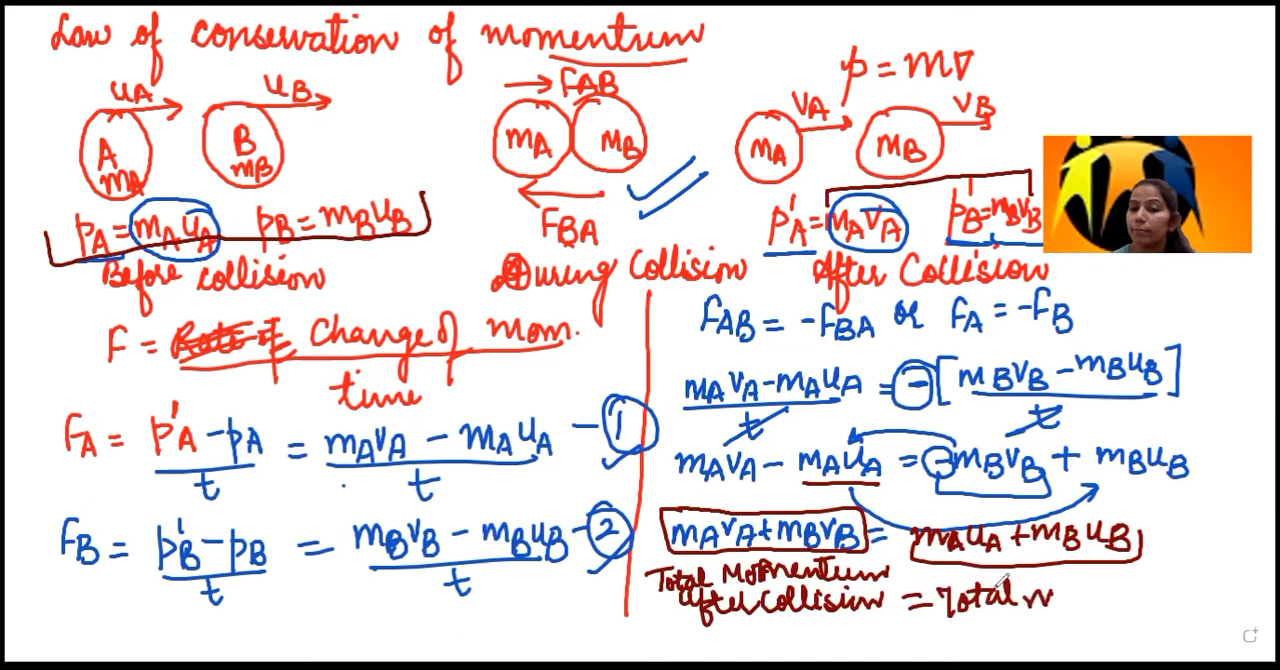 Law of conservation of momentum
uA uB
A mA B mB
pA = mAuA pB = mBuB
Before collision
FAB
mA mB
FBA
During Collision
p = mv
vA vB
mA mB
p'A = mAvA p'B = mBvB
After Collision
F = Change of mom.
time
FA = p'A - pA = mAvA - mAuA - 1
t t
FB = p'B - pB = mBvB - mBuB - 2
t t
FAB = -FBA or FA = -FB
mAvA - mAuA = - [mBvB - mBuB]
t t
mAvA - mAuA = - mBvB + mBuB
mAvA + mBvB = mAuA + mBuB
Total Momentum
after collision = Total m